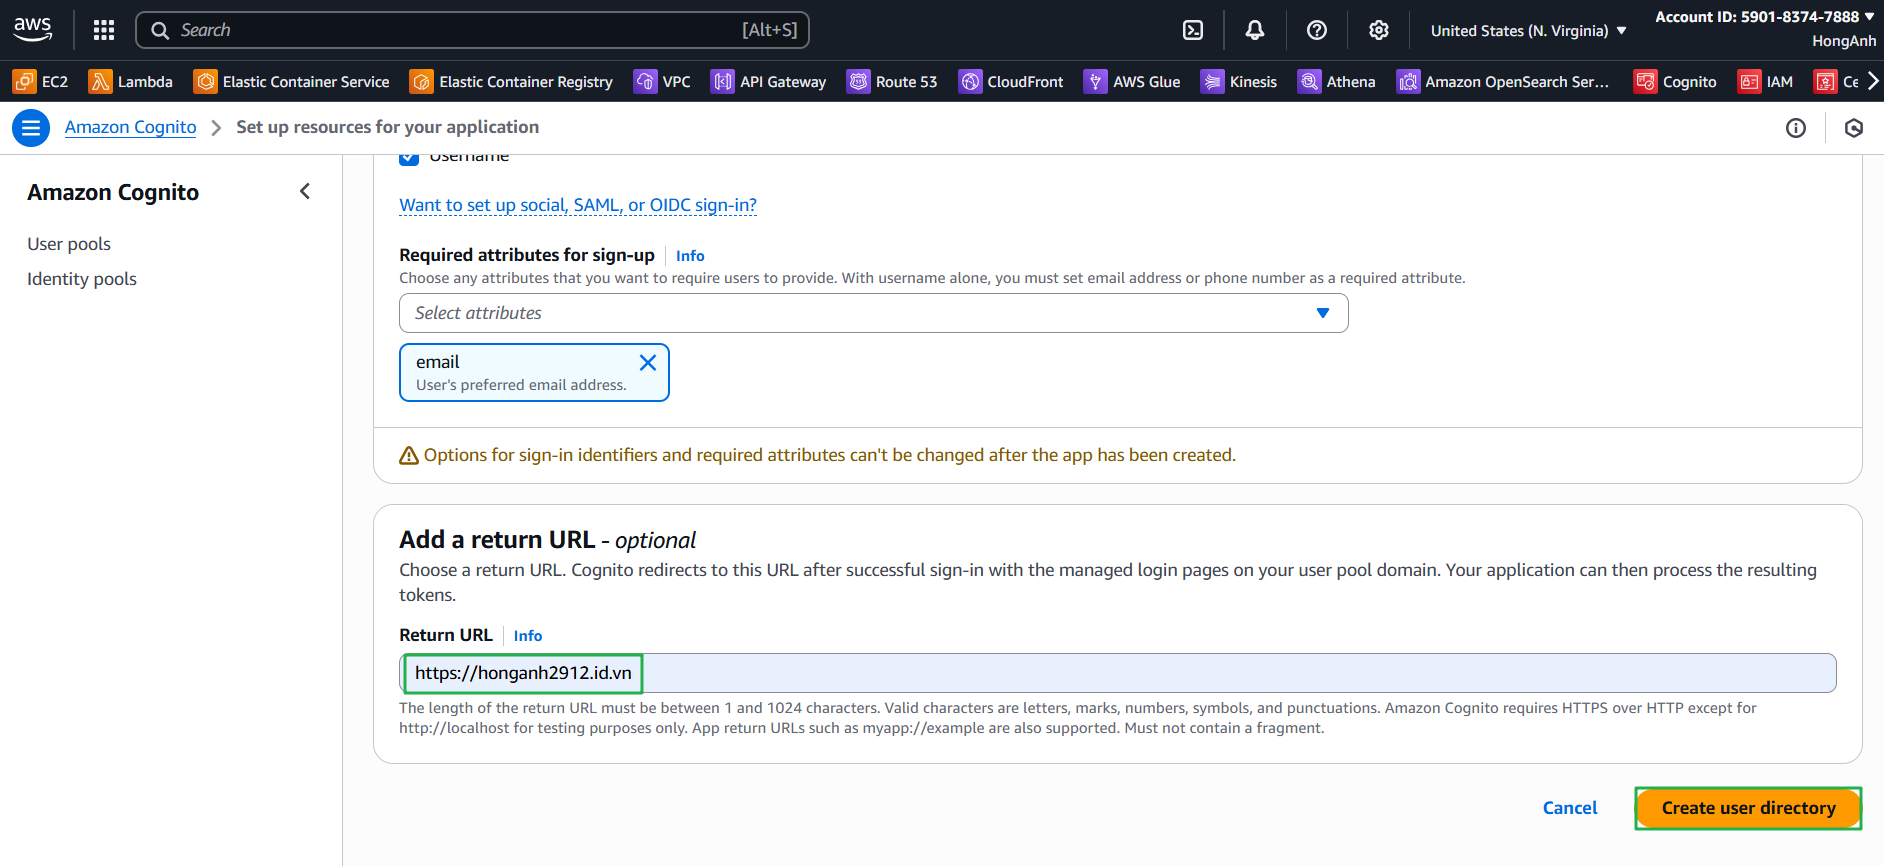 aws
Search
[Alt+S]
United States (N. Virginia)
Account ID: 5901-8374-7888
HongAnh
EC2
Lambda
Elastic Container Service
Elastic Container Registry
VPC
API Gateway
Route 53
CloudFront
AWS Glue
Kinesis
Athena
Amazon OpenSearch Ser...
Cognito
IAM
Ce
Amazon Cognito
Set up resources for your application
Amazon Cognito
User pools
Identity pools
Username
Want to set up social, SAML, or OIDC sign-in?
Required attributes for sign-up
Info
Choose any attributes that you want to require users to provide. With username alone, you must set email address or phone number as a required attribute.
Select attributes
email
User's preferred email address.
Options for sign-in identifiers and required attributes can't be changed after the app has been created.
Add a return URL - optional
Choose a return URL. Cognito redirects to this URL after successful sign-in with the managed login pages on your user pool domain. Your application can then process the resulting
tokens.
Return URL
Info
https://honganh2912.id.vn
The length of the return URL must be between 1 and 1024 characters. Valid characters are letters, marks, numbers, symbols, and punctuations. Amazon Cognito requires HTTPS over HTTP except for
http://localhost for testing purposes only. App return URLs such as myapp://example are also supported. Must not contain a fragment.
Cancel
Create user directory